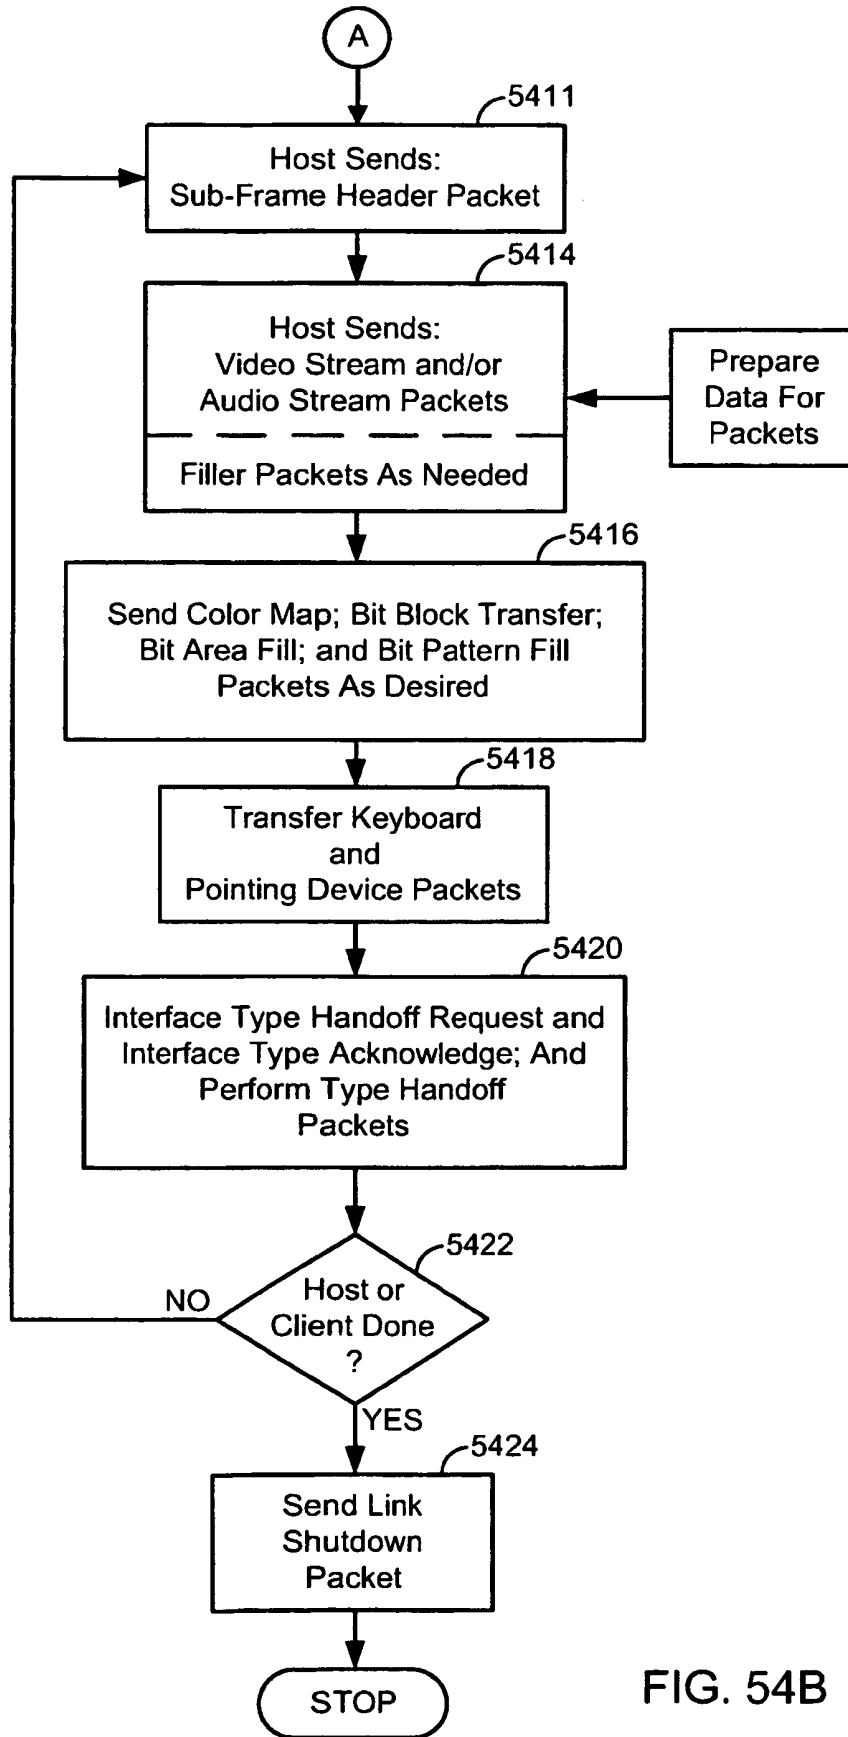 A
5411
Host Sends:
Sub-Frame Header Packet
5414
Host Sends:
Video Stream and/or
Audio Stream Packets
Filler Packets As Needed
Prepare
Data For
Packets
5416
Send Color Map; Bit Block Transfer;
Bit Area Fill; and Bit Pattern Fill
Packets As Desired
5418
Transfer Keyboard
and
Pointing Device Packets
5420
Interface Type Handoff Request and
Interface Type Acknowledge; And
Perform Type Handoff
Packets
5422
Host or
Client Done
?
NO
YES
5424
Send Link
Shutdown
Packet
STOP
FIG. 54B